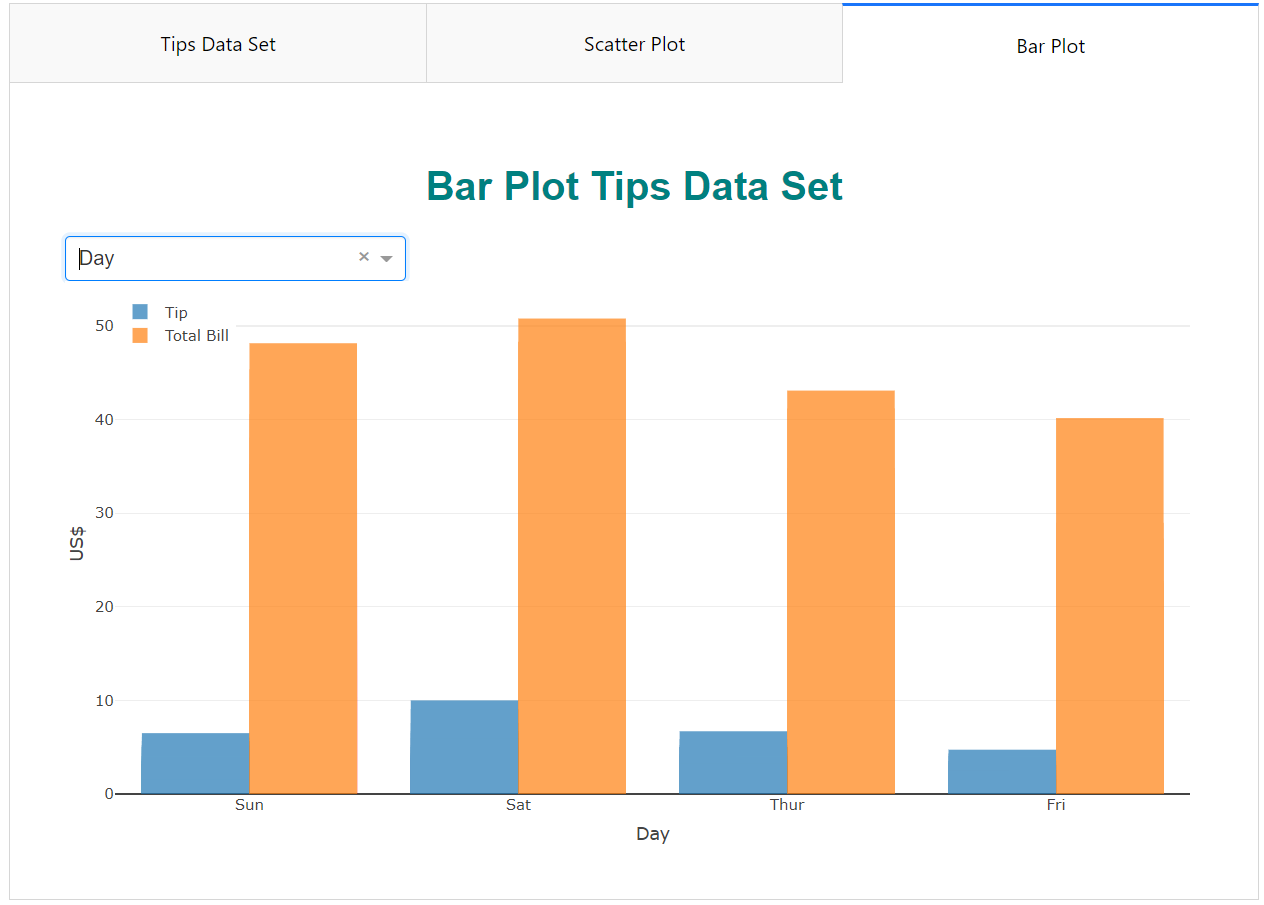 Tips Data Set
Scatter Plot
Bar Plot
Bar Plot Tips Data Set
Day
Tip
Total Bill
50
40
30
20
10
0
US$
Sun
Sat
Thur
Fri
Day